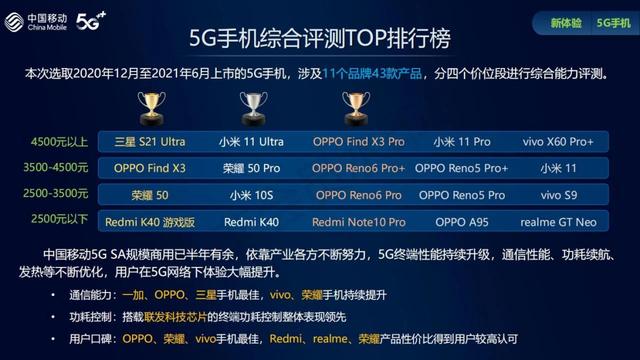 中国移动 China Mobile 5G++ 新体验 5G手机
5G手机综合评测TOP排行榜
本次选取2020年12月至2021年6月上市的5G手机，涉及11个品牌43款产品，分四个价位段进行综合能力评测。
4500元以上 三星 S21 Ultra 小米 11 Ultra OPPO Find X3 Pro 小米 11 Pro vivo X60 Pro+
3500-4500元 OPPO Find X3 荣耀 50 Pro OPPO Reno6 Pro+ OPPO Reno5 Pro+ 小米 11
2500-3500元 荣耀 50 小米 10S OPPO Reno6 Pro OPPO Reno5 Pro vivo S9
2500元以下 Redmi K40 游戏版 Redmi K40 Redmi Note10 Pro OPPO A95 realme GT Neo
中国移动5G SA规模商用已半年有余，依靠产业各方不断努力，5G终端性能持续升级，通信性能、功耗续航、
发热等不断优化，用户在5G网络下体验大幅提升。
• 通信能力：一加、OPPO、三星手机最佳，vivo、荣耀手机持续提升
• 功耗控制：搭载联发科技芯片的终端功耗控制整体表现领先
• 用户口碑：OPPO、荣耀、vivo手机最佳，Redmi、realme、荣耀产品性价比得到用户较高认可